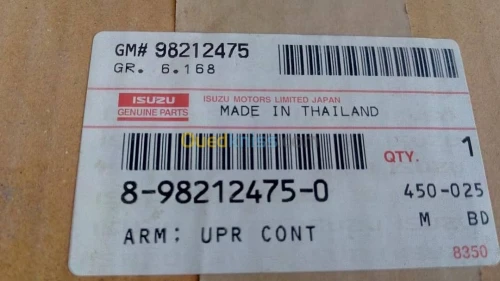 GM# 98212475
GR. 6.168
ISUZU
GENUINE PARTS
ISUZU MOTORS LIMITED JAPAN
MADE IN THAILAND
QTY. 1
8-98212475-0
450-025
M BD
ARM; UPR CONT
8350